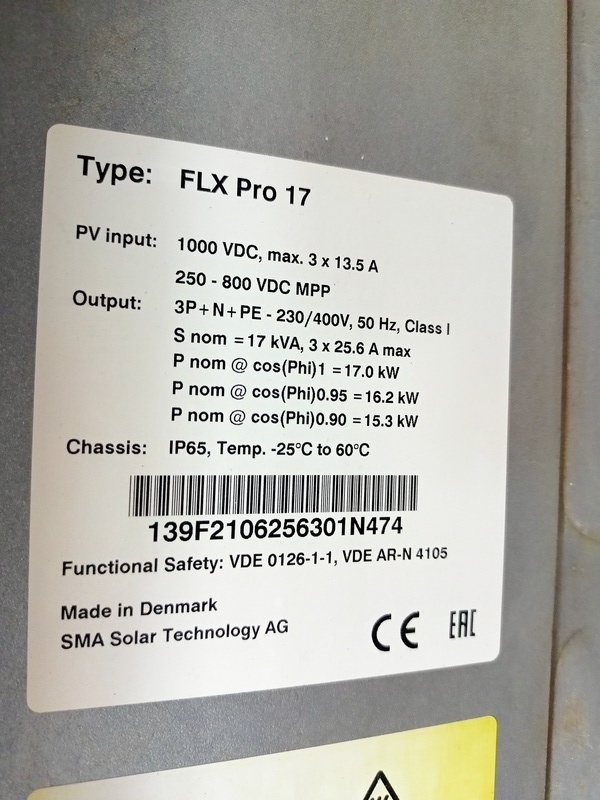 Type: FLX Pro 17
PV input: 1000 VDC, max. 3 x 13.5 A
250 - 800 VDC MPP
Output: 3P+N+PE - 230/400V, 50 Hz, Class I
S nom = 17 kVA, 3 x 25.6 A max
P nom @ cos(Phi)1 = 17.0 kW
P nom @ cos(Phi)0.95 = 16.2 kW
P nom @ cos(Phi)0.90 = 15.3 kW
Chassis: IP65, Temp. -25°C to 60°C
139F2106256301N474
Functional Safety: VDE 0126-1-1, VDE AR-N 4105
Made in Denmark
SMA Solar Technology AG
CE EAC